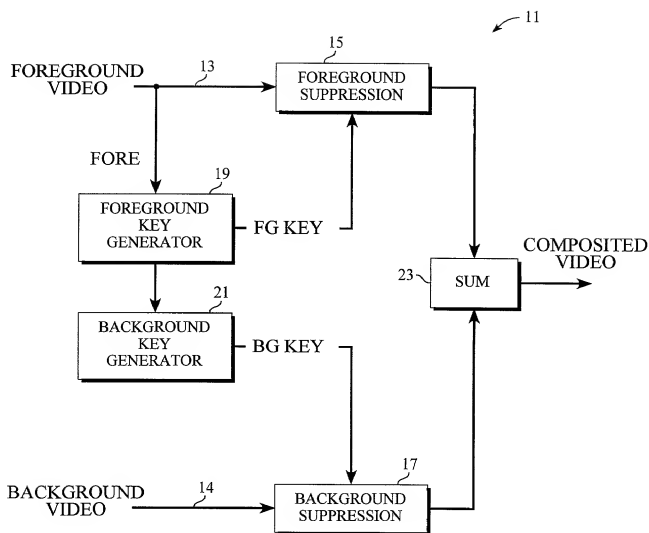 11
15
FOREGROUND
VIDEO
13
FOREGROUND
SUPPRESSION
FORE
19
FOREGROUND
KEY
GENERATOR
FG KEY
COMPOSITED
VIDEO
23
SUM
21
BACKGROUND
KEY
GENERATOR
BG KEY
17
BACKGROUND
VIDEO
14
BACKGROUND
SUPPRESSION